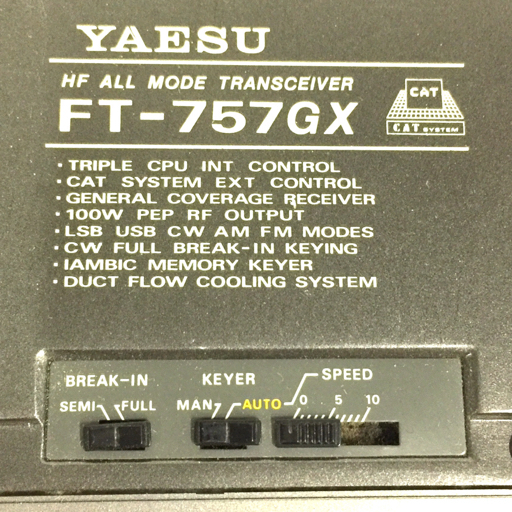 YAESU
HF ALL MODE TRANSCEIVER
FT-757GX
CAT
CAT SYSTEM
· TRIPLE CPU INT CONTROL
· CAT SYSTEM EXT CONTROL
· GENERAL COVERAGE RECEIVER
· 100W PEP RF OUTPUT
· LSB USB CW AM FM MODES
· CW FULL BREAK-IN KEYING
· IAMBIC MEMORY KEYER
· DUCT FLOW COOLING SYSTEM
BREAK-IN KEYER SPEED
SEMI FULL MAN AUTO 0 5 10